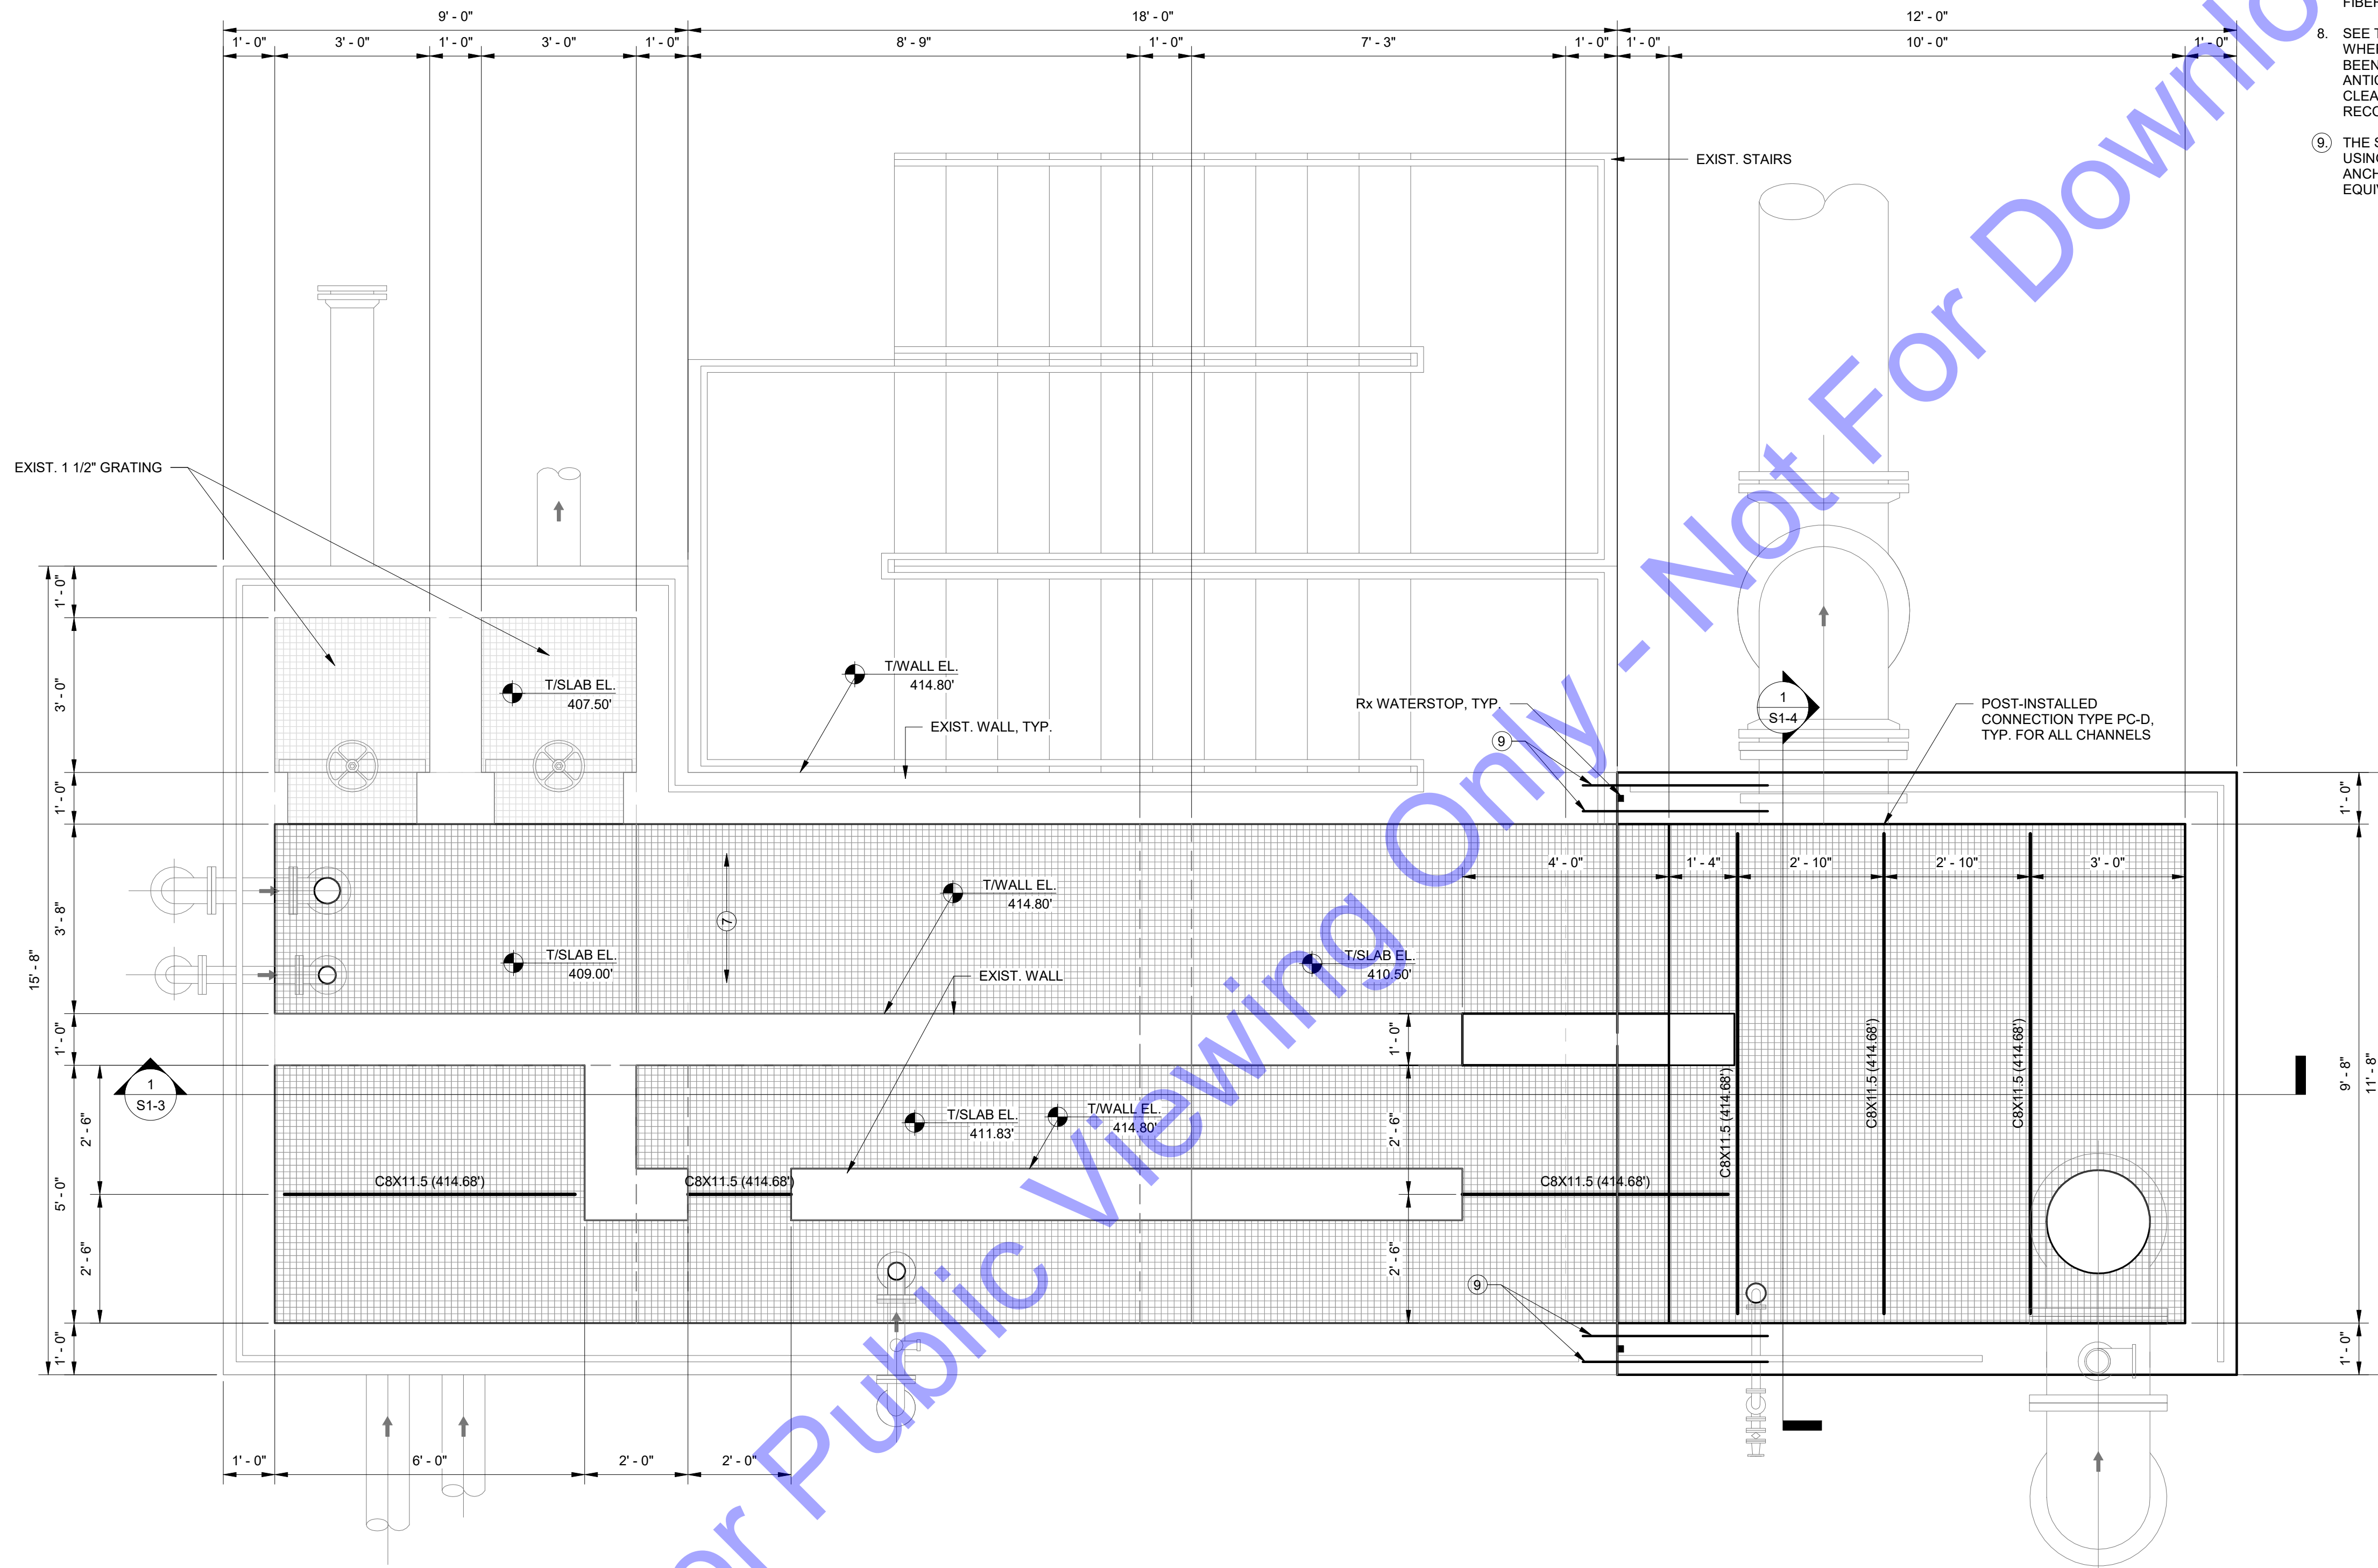 9' - 0"
18' - 0"
12' - 0"
1' - 0"
3' - 0"
1' - 0"
3' - 0"
1' - 0"
8' - 9"
1' - 0"
7' - 3"
1' - 0"
1' - 0"
10' - 0"
1' - 0"
8. SEE
9. THE
USING
EXIST. STAIRS
EXIST. 1 1/2" GRATING
T/SLAB EL.
407.50'
T/WALL EL.
414.80'
EXIST. WALL, TYP.
Rx WATERSTOP, TYP.
9
1
S1-4
POST-INSTALLED
CONNECTION TYPE PC-D,
TYP. FOR ALL CHANNELS
15' - 8"
1' - 0"
3' - 0"
1' - 0"
3' - 8"
1' - 0"
5' - 0"
1' - 0"
2' - 6"
2' - 6"
T/WALL EL.
414.80'
7
T/SLAB EL.
409.00'
EXIST. WALL
T/SLAB EL.
410.50'
4' - 0"
1' - 4"
2' - 10"
2' - 10"
3' - 0"
1' - 0"
2' - 6"
2' - 6"
1
S1-3
T/SLAB EL.
411.83'
T/WALL EL.
414.80'
C8X11.5 (414.68')
C8X11.5 (414.68')
C8X11.5 (414.68')
C8X11.5 (414.68')
C8X11.5 (414.68')
C8X11.5 (414.68')
9
1' - 0"
9' - 8"
11' - 8"
1' - 0"
1' - 0"
6' - 0"
2' - 0"
2' - 0"
Public Viewing Only - Not For